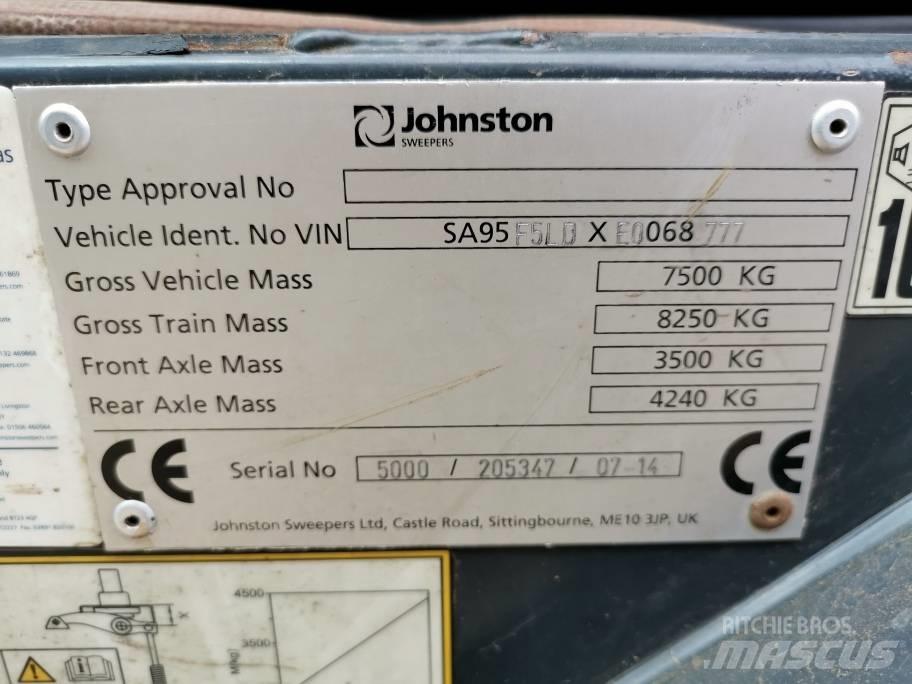 Johnston
SWEEPERS
as
Type Approval No
Vehicle Ident. No VIN SA95 F5LD X E0068 777
Gross Vehicle Mass 7500 KG
Gross Train Mass 8250 KG
Front Axle Mass 3500 KG
Rear Axle Mass 4240 KG
CE Serial No 5000 / 205347 / 07-14 CE
Johnston Sweepers Ltd, Castle Road, Sittingbourne, ME10 3JP, UK
4500
3500
X
RITCHIE BROS.
MASCUS